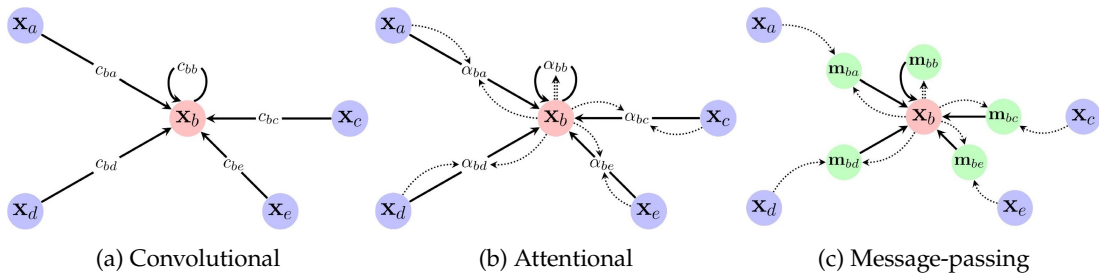 x_a
c_ba
c_bb
x_b
c_bc
x_c
c_bd
c_be
x_d
x_e
(a) Convolutional
x_a
α_ba
α_bb
x_b
α_bc
x_c
α_bd
α_be
x_d
x_e
(b) Attentional
x_a
m_ba
m_bb
x_b
m_bc
x_c
m_bd
m_be
x_d
x_e
(c) Message-passing